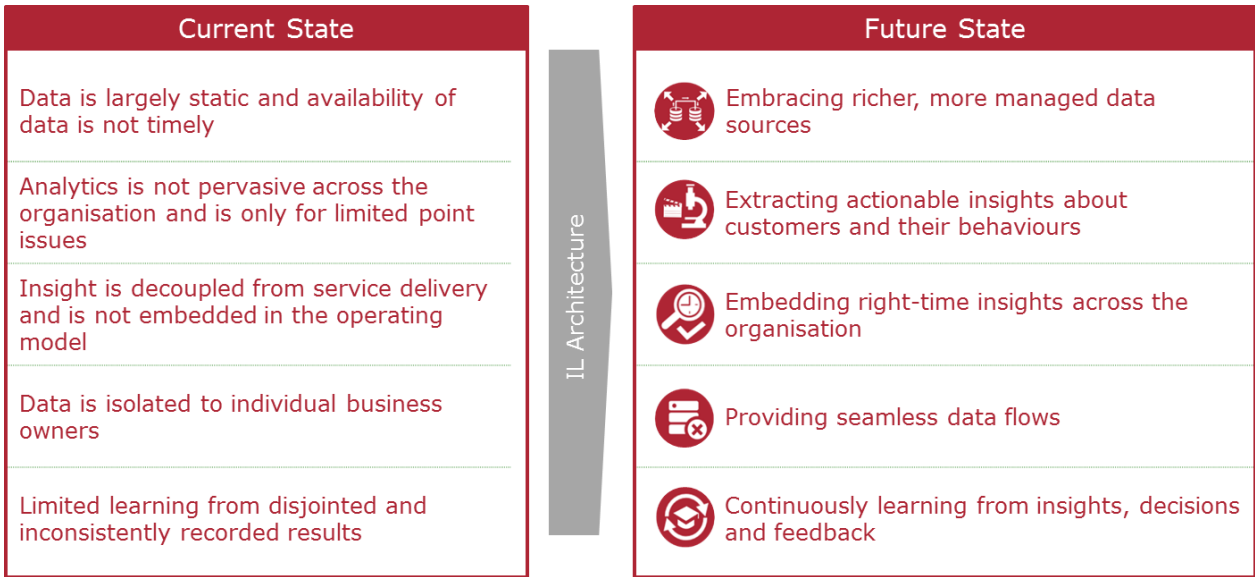 Current State
Data is largely static and availability of
data is not timely
Analytics is not pervasive across the
organisation and is only for limited point
issues
Insight is decoupled from service delivery
and is not embedded in the operating
model
Data is isolated to individual business
owners
Limited learning from disjointed and
inconsistently recorded results
IL Architecture
Future State
Embracing richer, more managed data
sources
Extracting actionable insights about
customers and their behaviours
Embedding right-time insights across the
organisation
Providing seamless data flows
Continuously learning from insights, decisions
and feedback